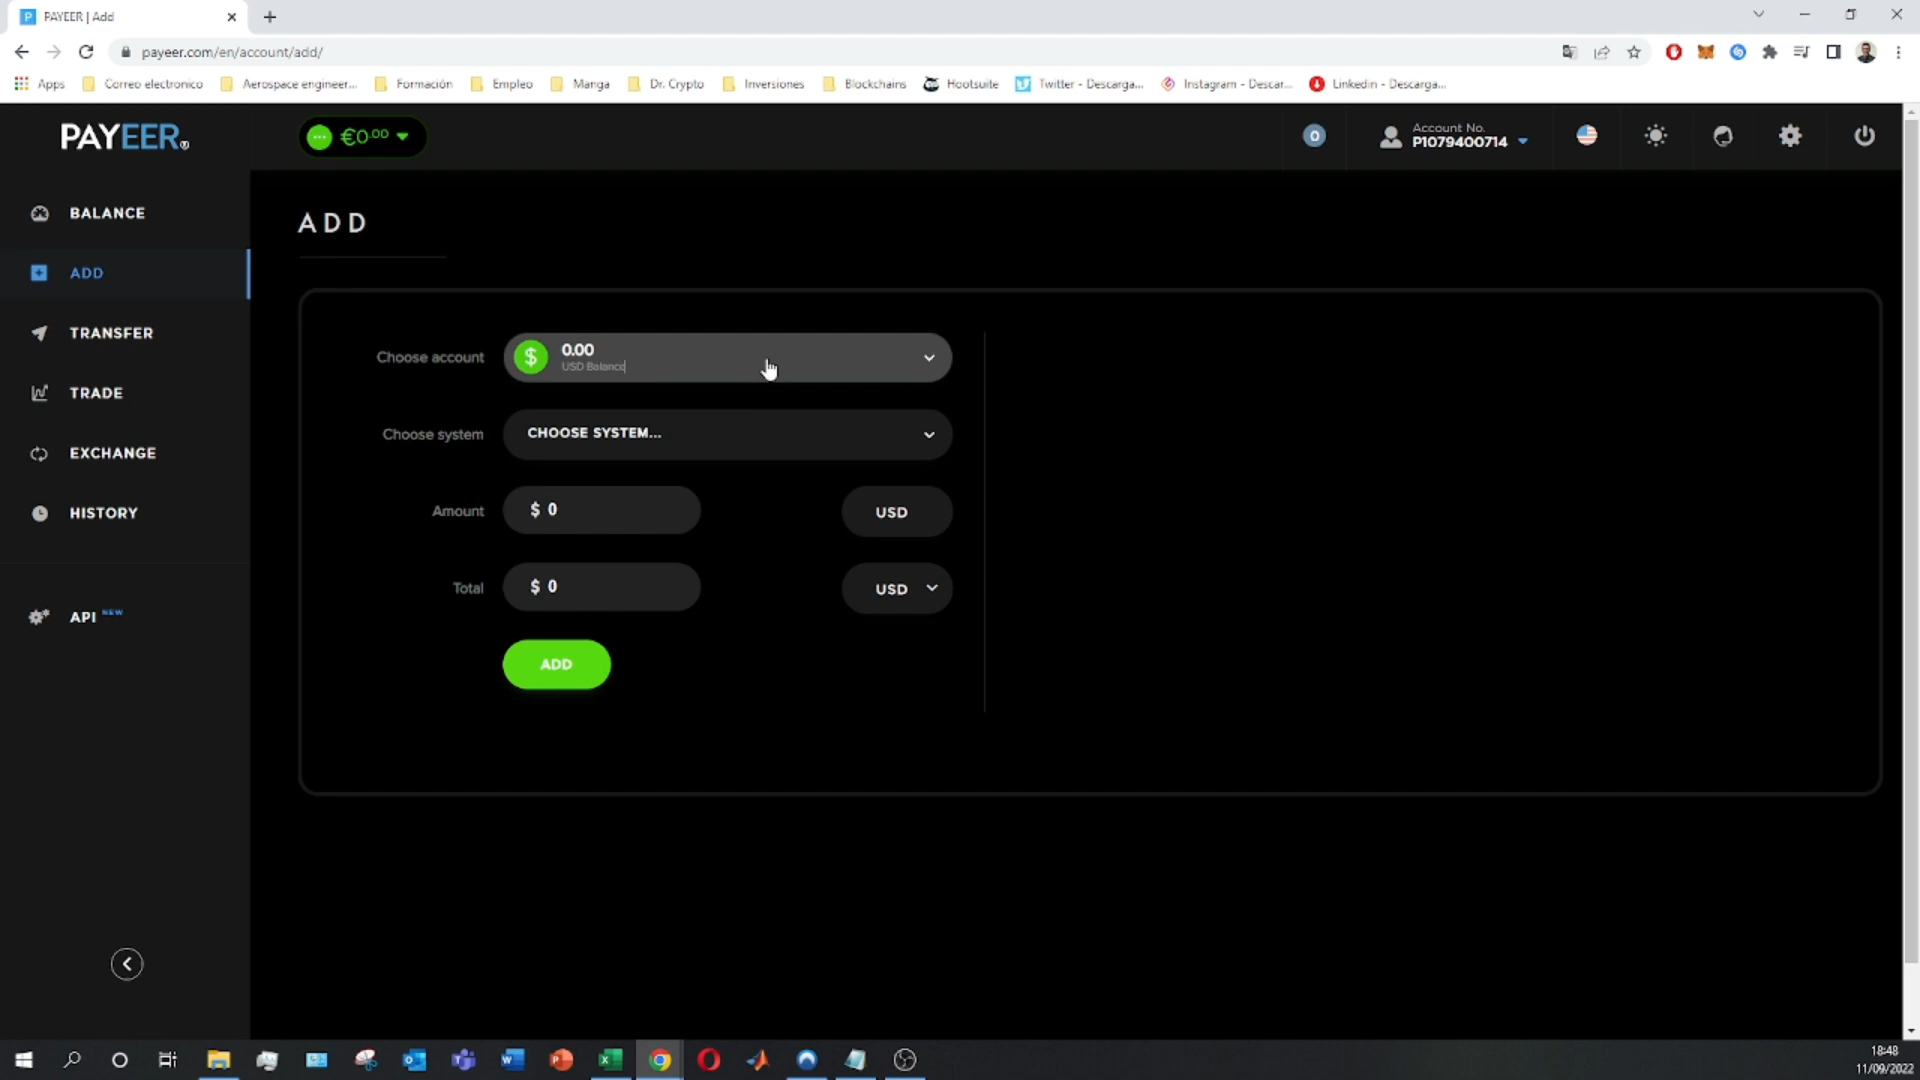 PAYEER | Add
payeer.com/en/account/add/
Apps Correo electronico Aerospace engineer... Formación Empleo Manga Dr. Crypto Inversiones Blockchains Hootsuite Twitter - Descarga... Instagram - Descar... Linkedin - Descarga...
PAYEER® €0.00 0 Account No.
P1079400714
BALANCE
ADD
TRANSFER
TRADE
EXCHANGE
HISTORY
API NEW
ADD
Choose account $ 0.00
USD Balance
Choose system CHOOSE SYSTEM...
Amount $ 0 USD
Total $ 0 USD
ADD
18:48
11/09/2022